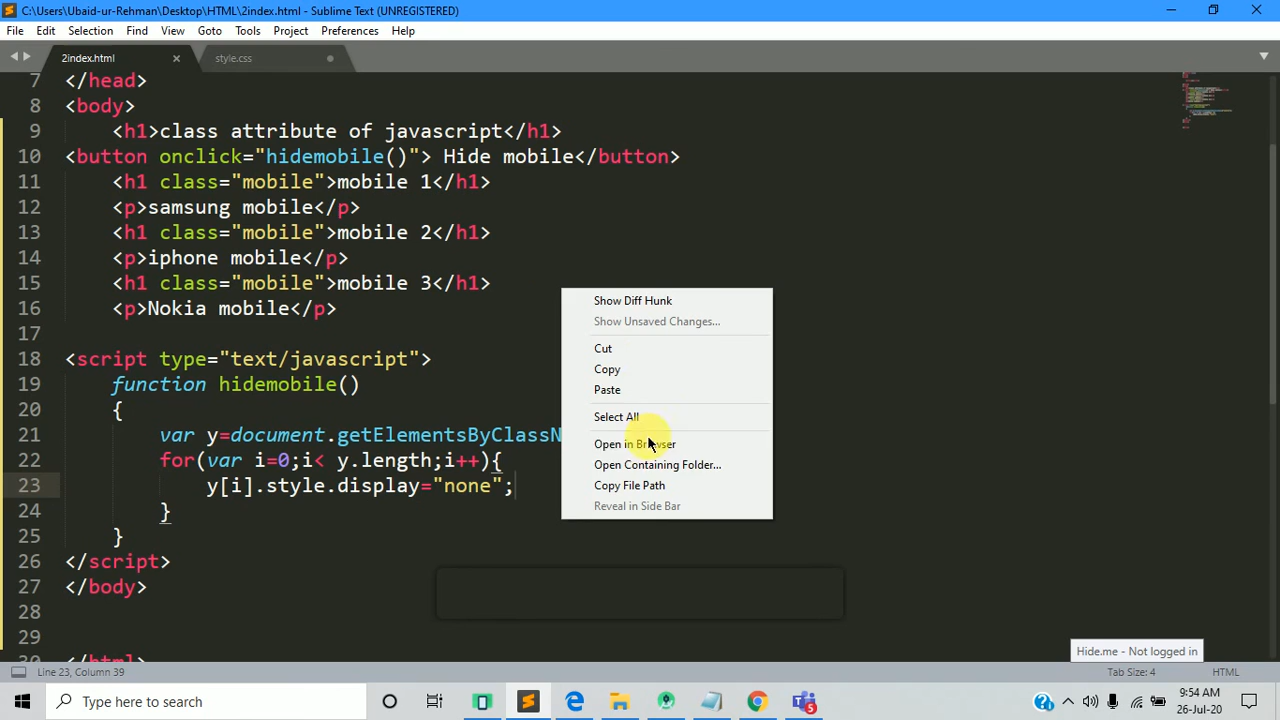 C:\Users\Ubaid-ur-Rehman\Desktop\HTML\2index.html - Sublime Text (UNREGISTERED)
File Edit Selection Find View Goto Tools Project Preferences Help
2index.html style.css
7 </head>
8 <body>
9 <h1>class attribute of javascript</h1>
10 <button onclick="hidemobile()"> Hide mobile</button>
11 <h1 class="mobile">mobile 1</h1>
12 <p>samsung mobile</p>
13 <h1 class="mobile">mobile 2</h1>
14 <p>iphone mobile</p>
15 <h1 class="mobile">mobile 3</h1>
16 <p>Nokia mobile</p>
17
18 <script type="text/javascript">
19 function hidemobile()
20 {
21 var y=document.getElementsByClassN
22 for(var i=0;i< y.length;i++){
23 y[i].style.display="none";
24 }
25 }
26 </script>
27 </body>
28
29
30 </html>
Show Diff Hunk
Show Unsaved Changes...
Cut
Copy
Paste
Select All
Open in Browser
Open Containing Folder...
Copy File Path
Reveal in Side Bar
Hide.me - Not logged in
Line 23, Column 39 Tab Size: 4 HTML
Type here to search
5
9:54 AM
26-Jul-20